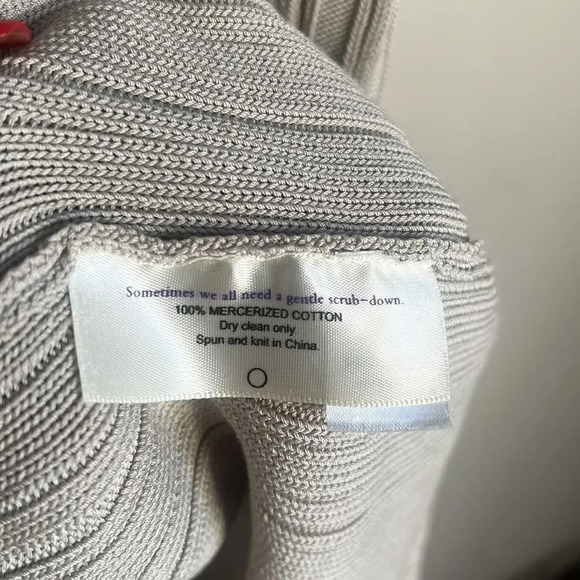 Sometimes we all need a gentle scrub-down.
100% MERCERIZED COTTON
Dry clean only.
Spun and knit in China.